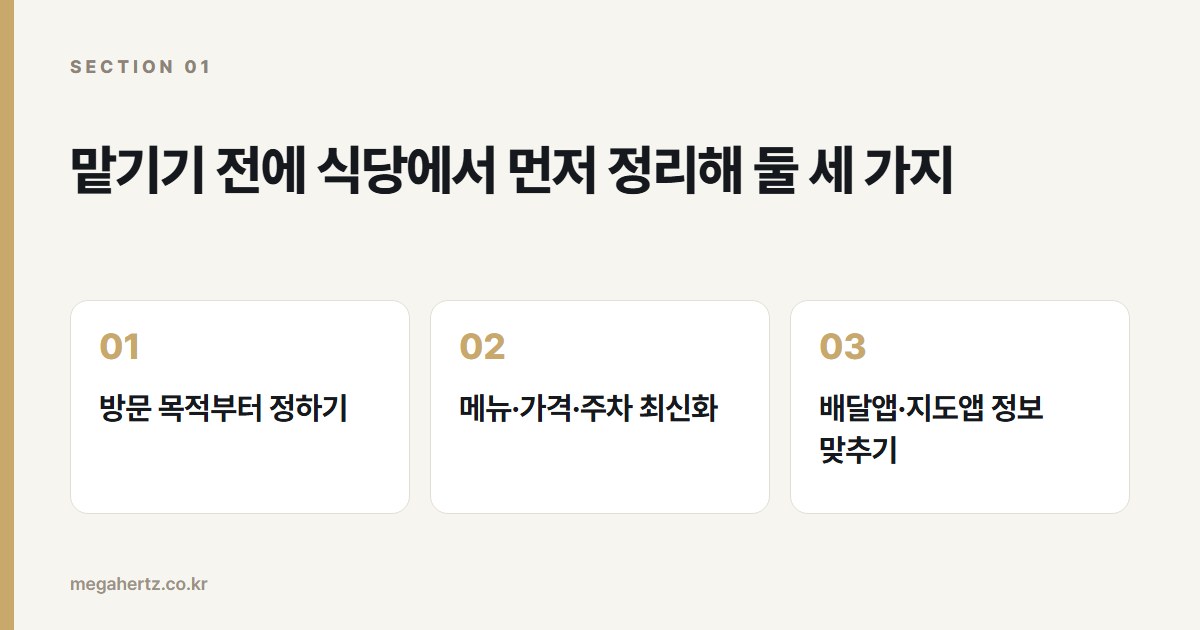 SECTION 01
맡기기 전에 식당에서 먼저 정리해 둘 세 가지
01
방문 목적부터 정하기
02
메뉴·가격·주차 최신화
03
배달앱·지도앱 정보
맞추기
megahertz.co.kr